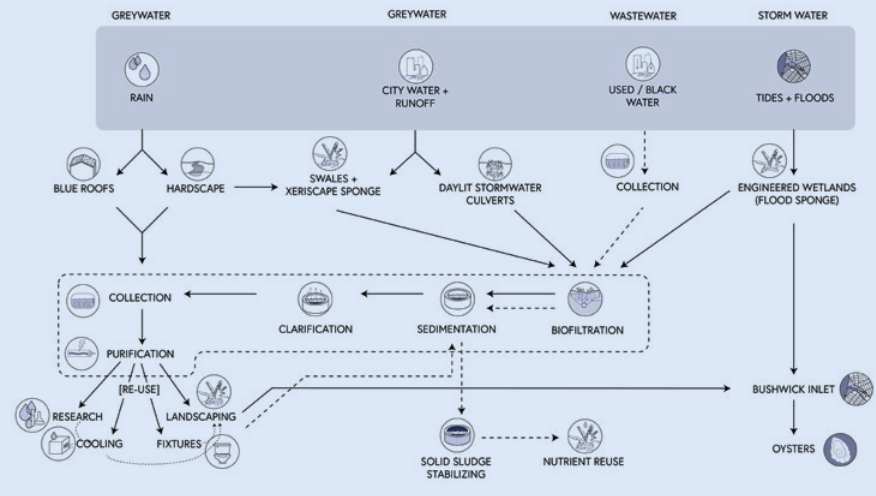 GREYWATER
GREYWATER
WASTEWATER
STORM WATER
RAIN
CITY WATER +
RUNOFF
USED / BLACK
WATER
TIDES + FLOODS
BLUE ROOFS
HARDSCAPE
SWALES +
XERISCAPE SPONGE
DAYLIT STORMWATER
CULVERTS
COLLECTION
ENGINEERED WETLANDS
(FLOOD SPONGE)
COLLECTION
CLARIFICATION
SEDIMENTATION
BIOFILTRATION
PURIFICATION
[RE-USE]
RESEARCH
LANDSCAPING
COOLING
FIXTURES
BUSHWICK INLET
SOLID SLUDGE
STABILIZING
NUTRIENT REUSE
OYSTERS